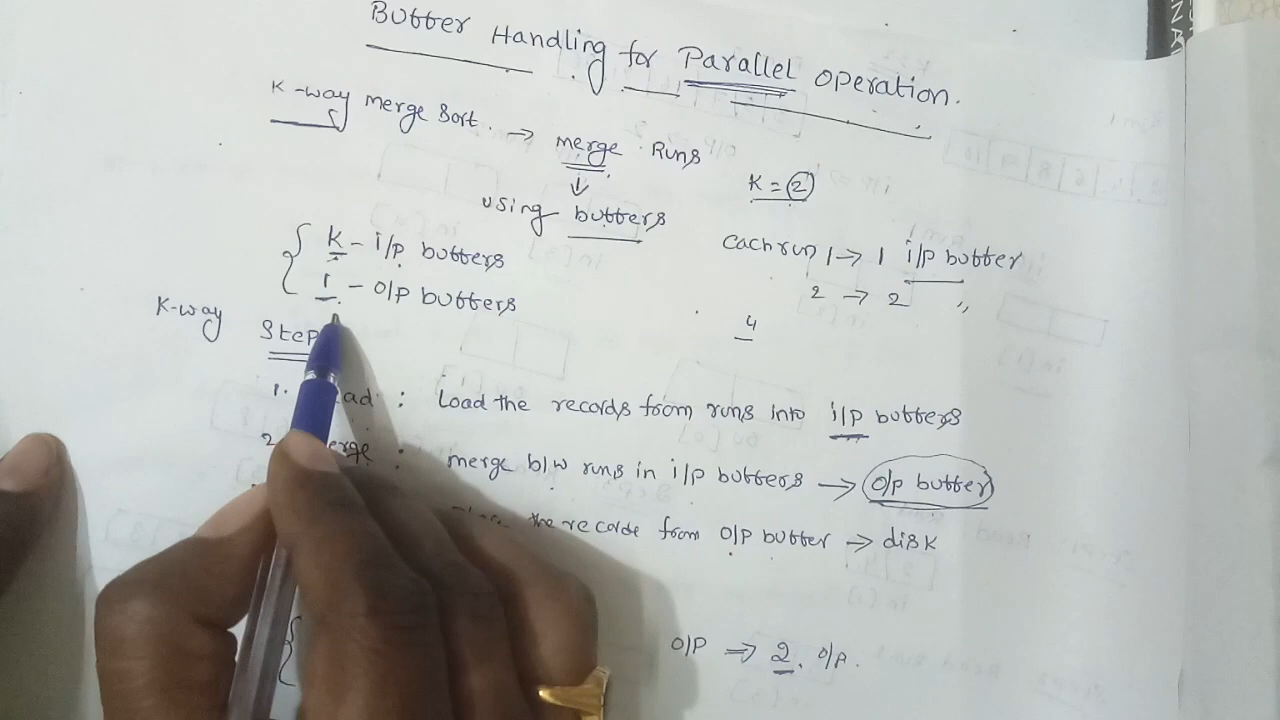 Buffer Handling for Parallel Operation.
K-way merge Sort. → merge Runs
K = 2
↓
using buffers
{ K - i/p buffers
each run 1 → 1 i/p buffer
1 - o/p buffers
2 → 2 ,,
K-way
Step
4
1. : Load the records from runs into i/p buffers
2 : merge b/w runs in i/p buffers → o/p buffer
the records from o/p buffer → disk
{ o/p ⇒ 2. o/p.